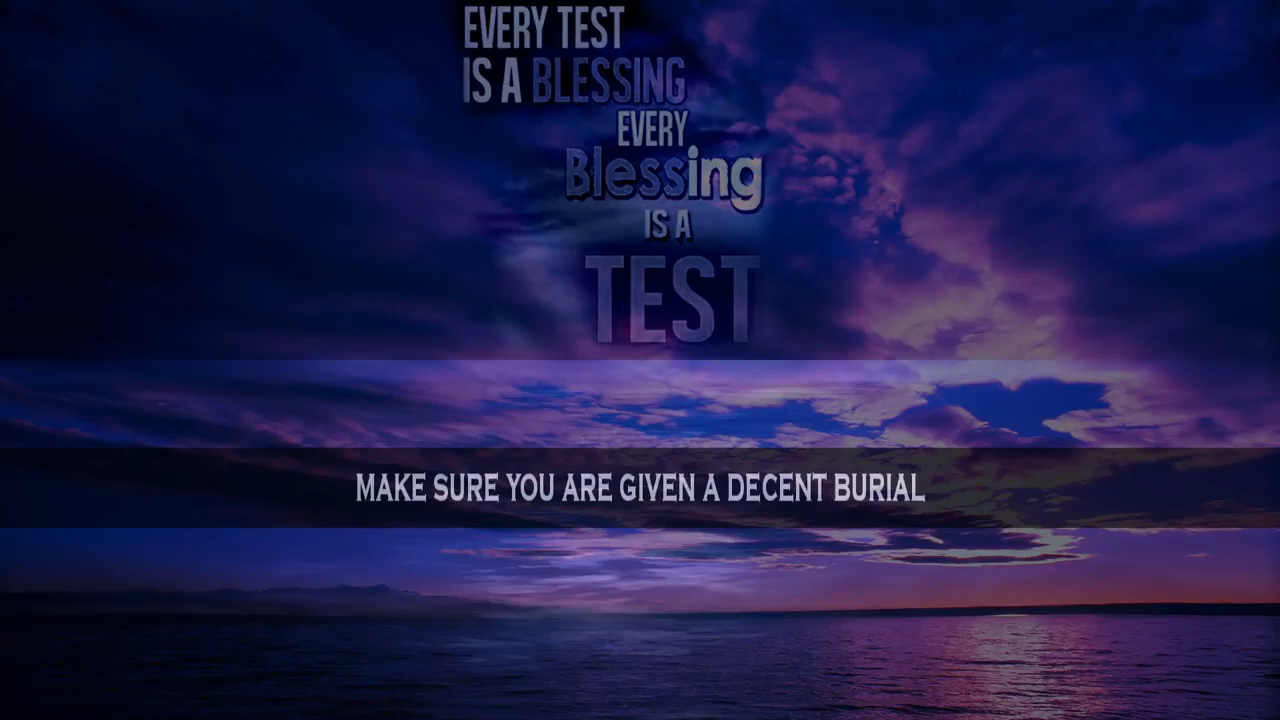 EVERY TEST
IS A BLESSING
EVERY
Blessing
IS A
TEST
MAKE SURE YOU ARE GIVEN A DECENT BURIAL